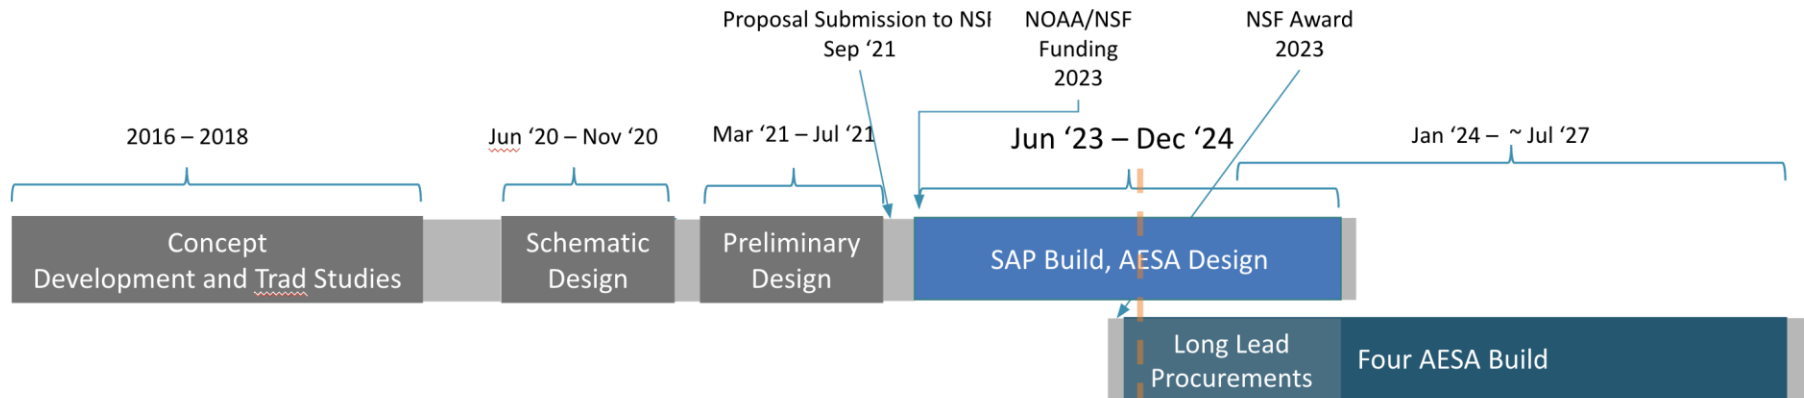 Proposal Submission to NSF
Sep ‘21
NOAA/NSF
Funding
2023
NSF Award
2023
2016 – 2018
Jun ‘20 – Nov ‘20
Mar ‘21 – Jul ‘21
Jun ‘23 – Dec ‘24
Jan ‘24 – ~ Jul ‘27
Concept
Development and Trad Studies
Schematic
Design
Preliminary
Design
SAP Build, AESA Design
Long Lead
Procurements
Four AESA Build